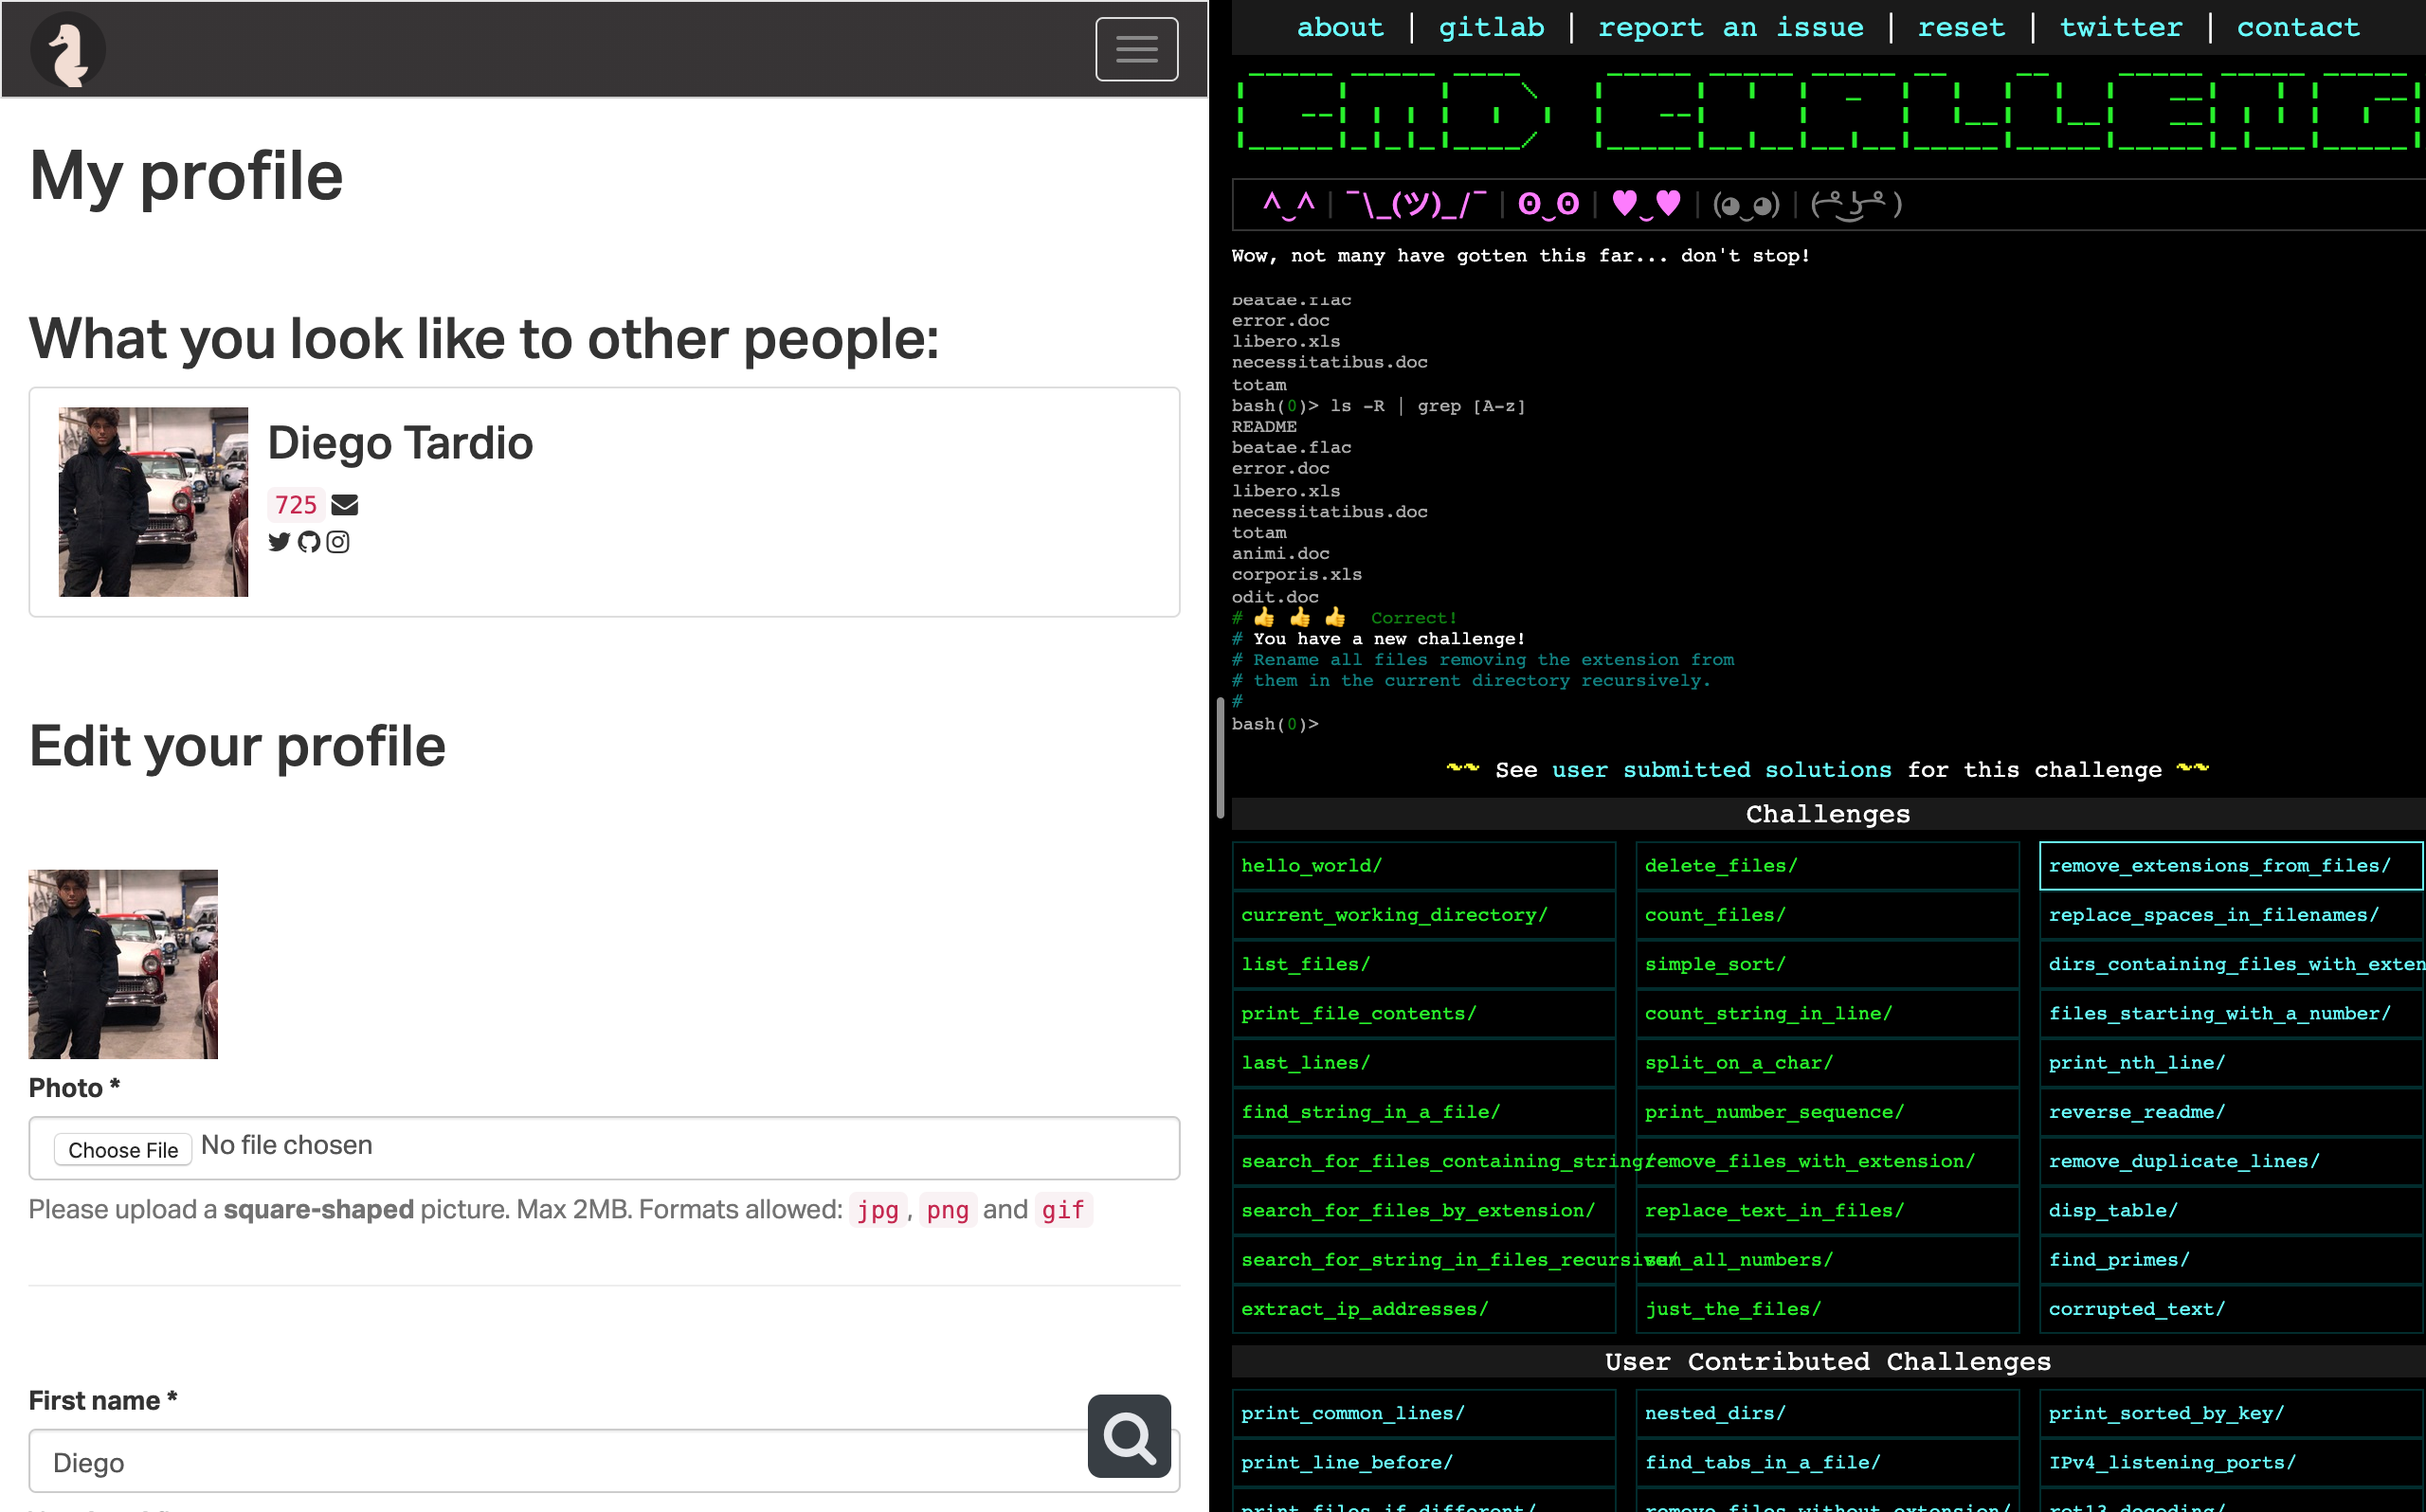 My profile
What you look like to other people:
Diego Tardio
725
Edit your profile
Photo *
Choose File No file chosen
Please upload a square-shaped picture. Max 2MB. Formats allowed: jpg, png and gif
First name *
Diego
about | gitlab | report an issue | reset | twitter | contact
CMD CHALLENG
^‿^ | ¯\_(ツ)_/¯ | ʘ‿ʘ | ♥‿♥ | (◕‿◕) | ( ͡° ͜ʖ ͡° )
Wow, not many have gotten this far... don't stop!
beatae.flac
error.doc
libero.xls
necessitatibus.doc
totam
bash(0)> ls -R | grep [A-z]
README
beatae.flac
error.doc
libero.xls
necessitatibus.doc
totam
animi.doc
corporis.xls
odit.doc
# 👍 👍 👍 Correct!
# You have a new challenge!
# Rename all files removing the extension from
# them in the current directory recursively.
#
bash(0)>
~~ See user submitted solutions for this challenge ~~
Challenges
hello_world/ delete_files/ remove_extensions_from_files/
current_working_directory/ count_files/ replace_spaces_in_filenames/
list_files/ simple_sort/ dirs_containing_files_with_exten
print_file_contents/ count_string_in_line/ files_starting_with_a_number/
last_lines/ split_on_a_char/ print_nth_line/
find_string_in_a_file/ print_number_sequence/ reverse_readme/
search_for_files_containing_string/ remove_files_with_extension/ remove_duplicate_lines/
search_for_files_by_extension/ replace_text_in_files/ disp_table/
search_for_string_in_files_recursive/ sum_all_numbers/ find_primes/
extract_ip_addresses/ just_the_files/ corrupted_text/
User Contributed Challenges
print_common_lines/ nested_dirs/ print_sorted_by_key/
print_line_before/ find_tabs_in_a_file/ IPv4_listening_ports/
print_files_if_different/ remove_files_without_extension/ rot13_decoding/